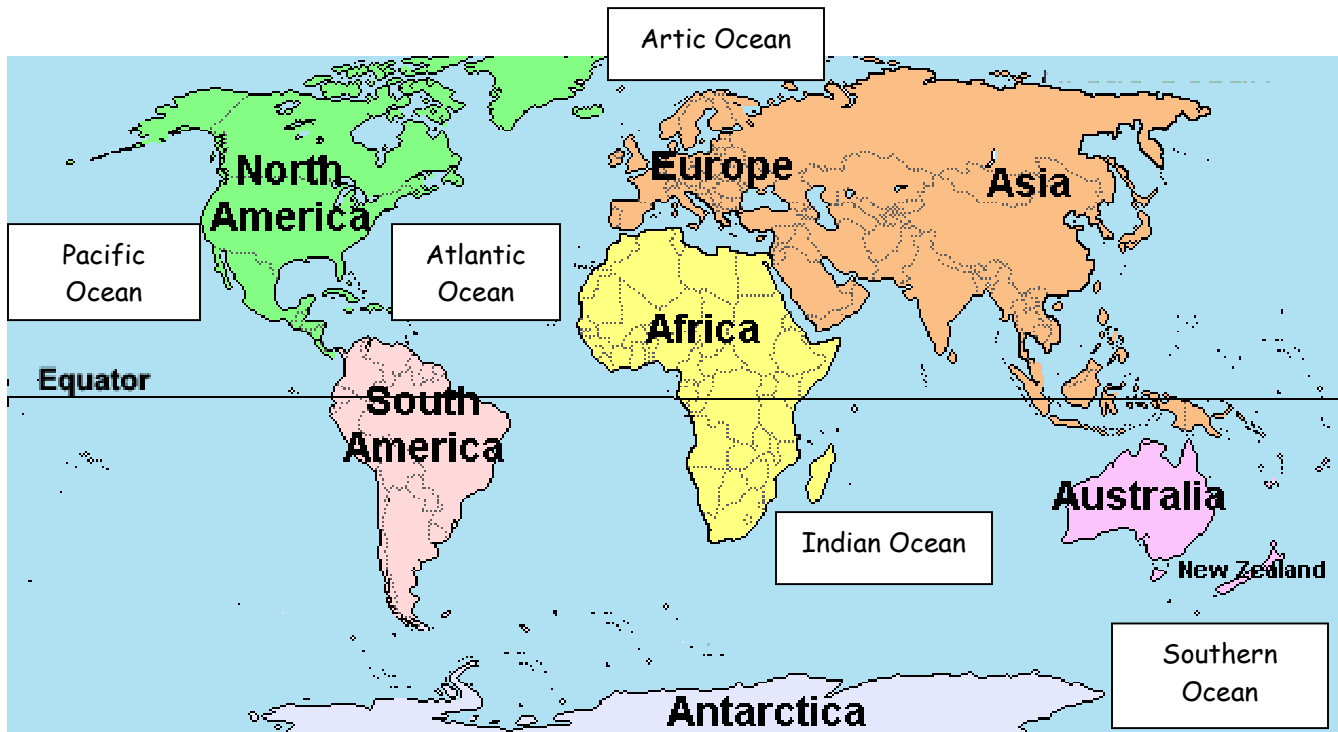 Artic Ocean
North
America
Europe
Asia
Pacific
Ocean
Atlantic
Ocean
Africa
Equator
South
America
Australia
Indian Ocean
New Zealand
Southern
Ocean
Antarctica